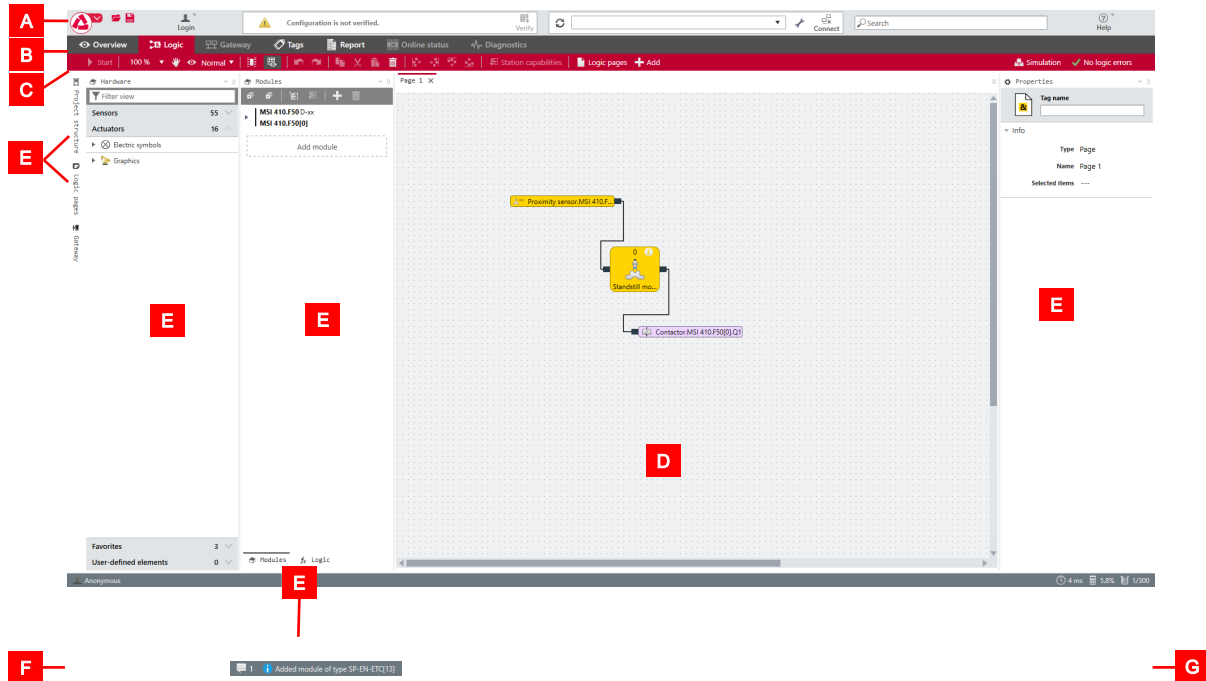 A
Login
Configuration is not verified.
Verify
Connect
Search
Help
B
Overview
Logic
Gateway
Tags
Report
Online status
Diagnostics
C
Start
100 %
Normal
Station capabilities
Logic pages
Add
Simulation
No logic errors
Project structure
Logic pages
Gateway
Hardware
Filter view
Sensors 55
Actuators 16
Electric symbols
Graphics
Favorites 3
User-defined elements 0
Modules
MSI 410.F50 D-xx
MSI 410.F50[0]
Add module
Modules
Logic
Page 1
Proximity sensor.MSI 410.F...
0
Standstill mo...
Contactor.MSI 410.F50[0].Q1
Properties
Tag name
&
Info
Type Page
Name Page 1
Selected items ---
E
E
E
E
D
E
Anonymous
4 ms
5.8%
1/300
F
1
Added module of type SP-EN-ETC[13]
G